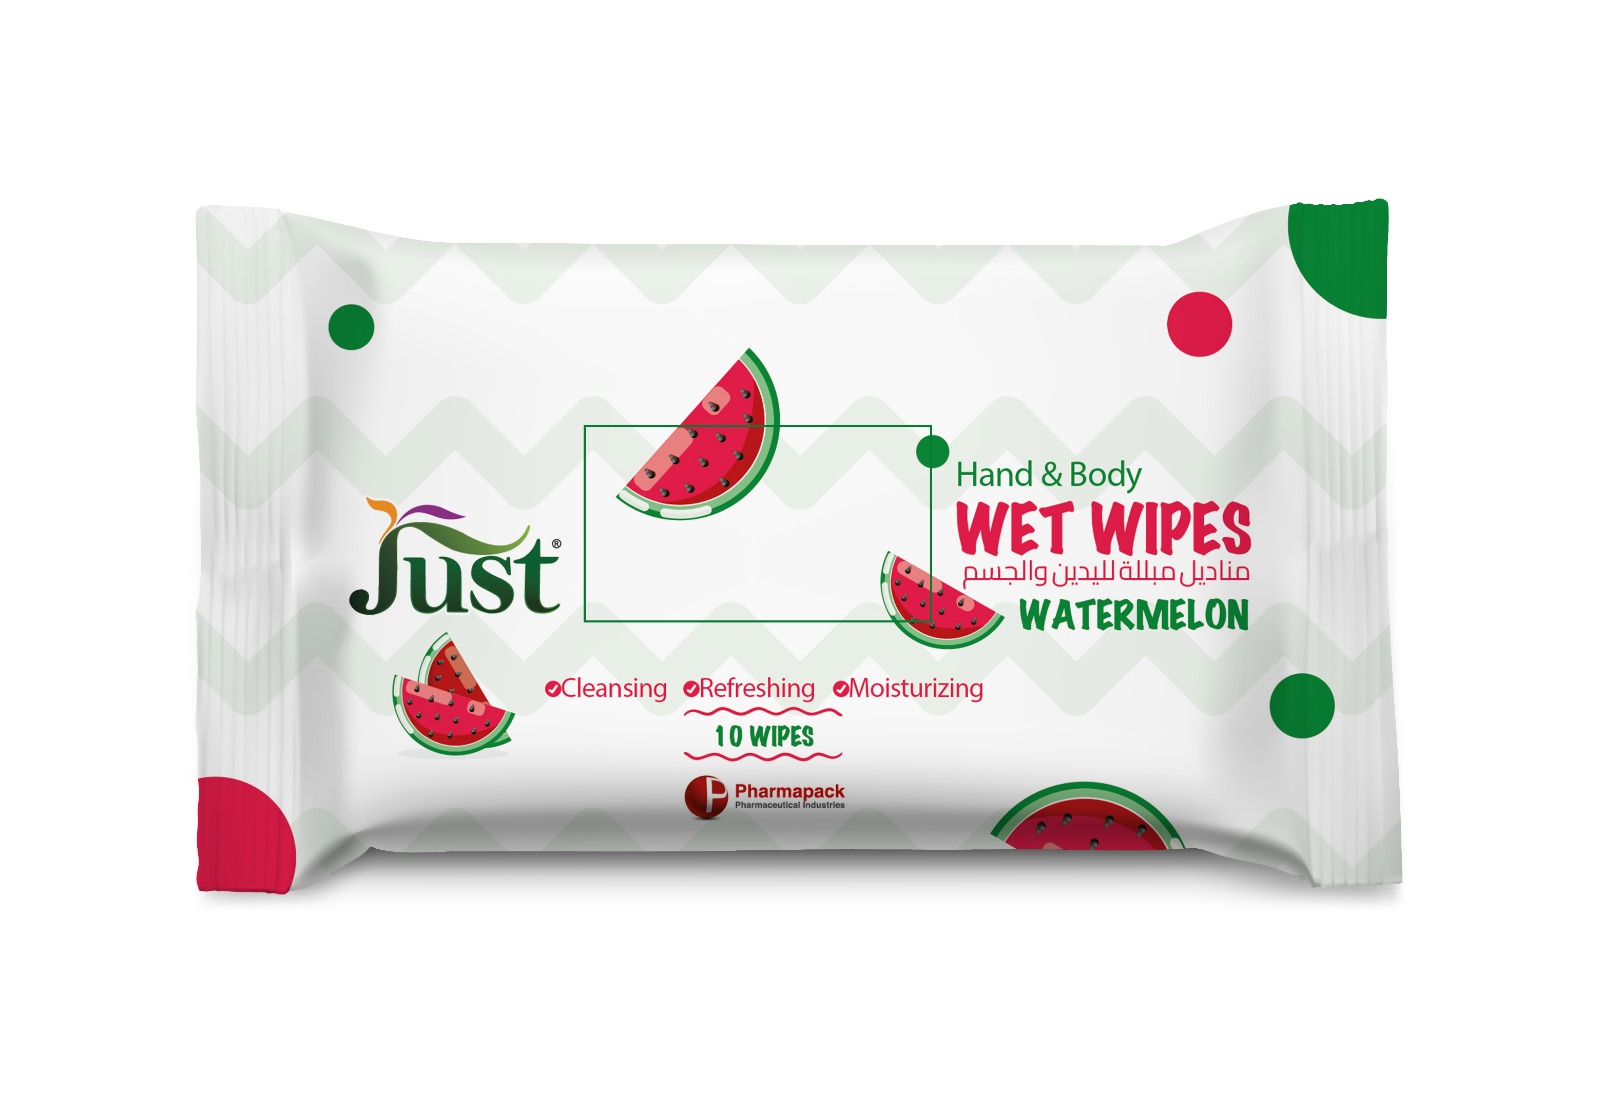 Just®
Hand & Body
WET WIPES
مناديل مبللة لليدين والجسم
WATERMELON
Cleansing Refreshing Moisturizing
10 WIPES
Pharmapack
Pharmaceutical Industries